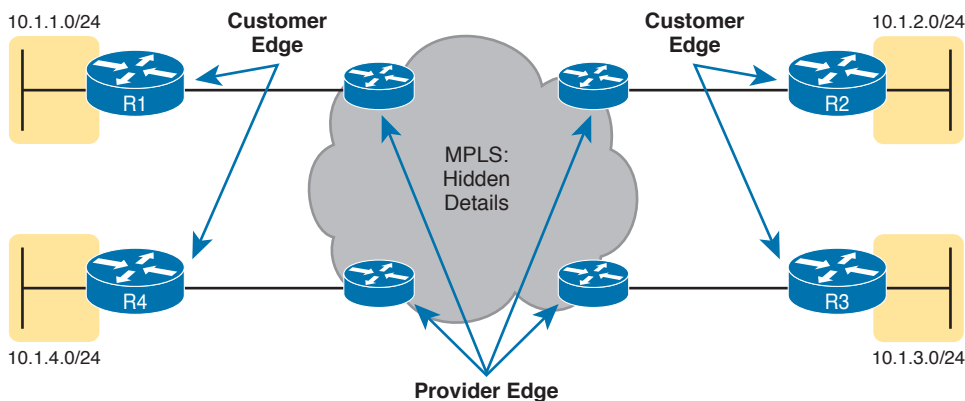 10.1.1.0/24
Customer
Edge
Customer
Edge
10.1.2.0/24
R1
R2
MPLS:
Hidden
Details
R4
R3
10.1.4.0/24
10.1.3.0/24
Provider Edge